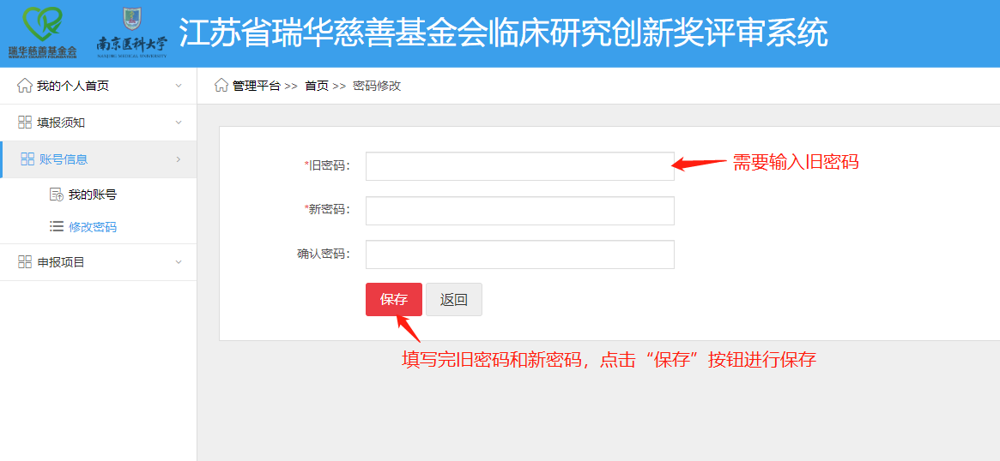 瑞华慈善基金会
南京医科大学
NANJING MEDICAL UNIVERSITY
江苏省瑞华慈善基金会临床研究创新奖评审系统
我的个人首页
管理平台 >> 首页 >> 密码修改
填报须知
账号信息
我的账号
修改密码
申报项目
*旧密码:
需要输入旧密码
*新密码:
确认密码:
保存 返回
填写完旧密码和新密码，点击“保存”按钮进行保存